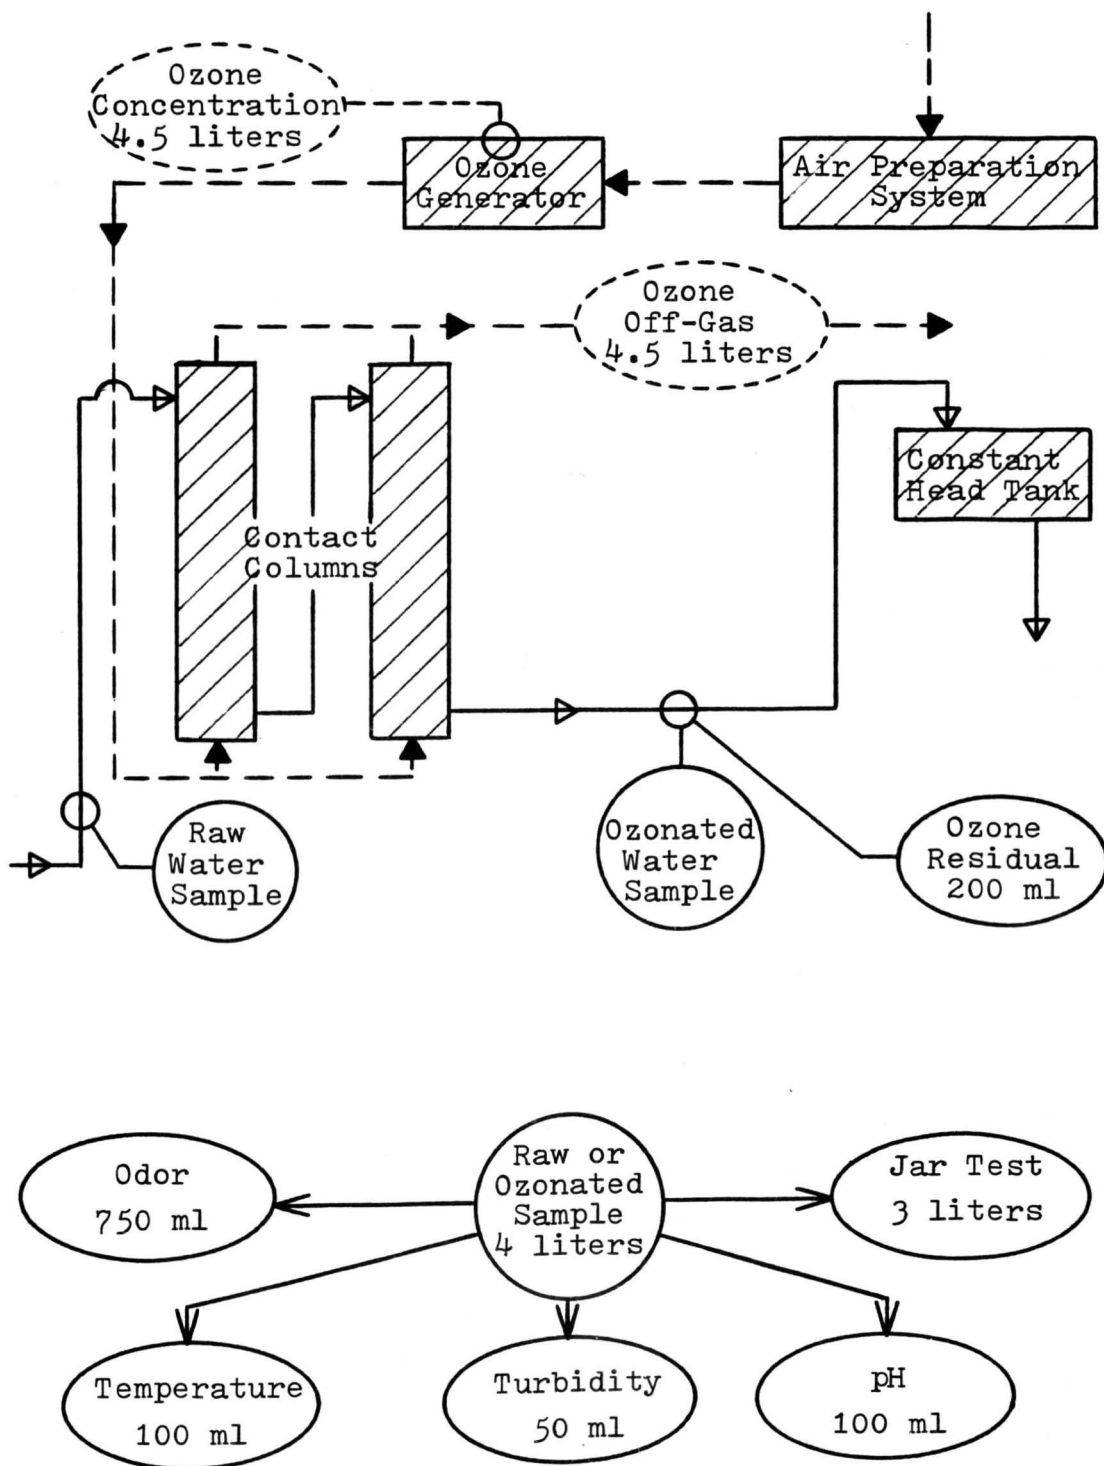 Ozone
Concentration
4.5 liters
Ozone
Generator
Air Preparation
System
Ozone
Off-Gas
4.5 liters
Constant
Head Tank
Contact
Columns
Raw
Water
Sample
Ozonated
Water
Sample
Ozone
Residual
200 ml
Odor
750 ml
Raw or
Ozonated
Sample
4 liters
Jar Test
3 liters
Temperature
100 ml
Turbidity
50 ml
pH
100 ml